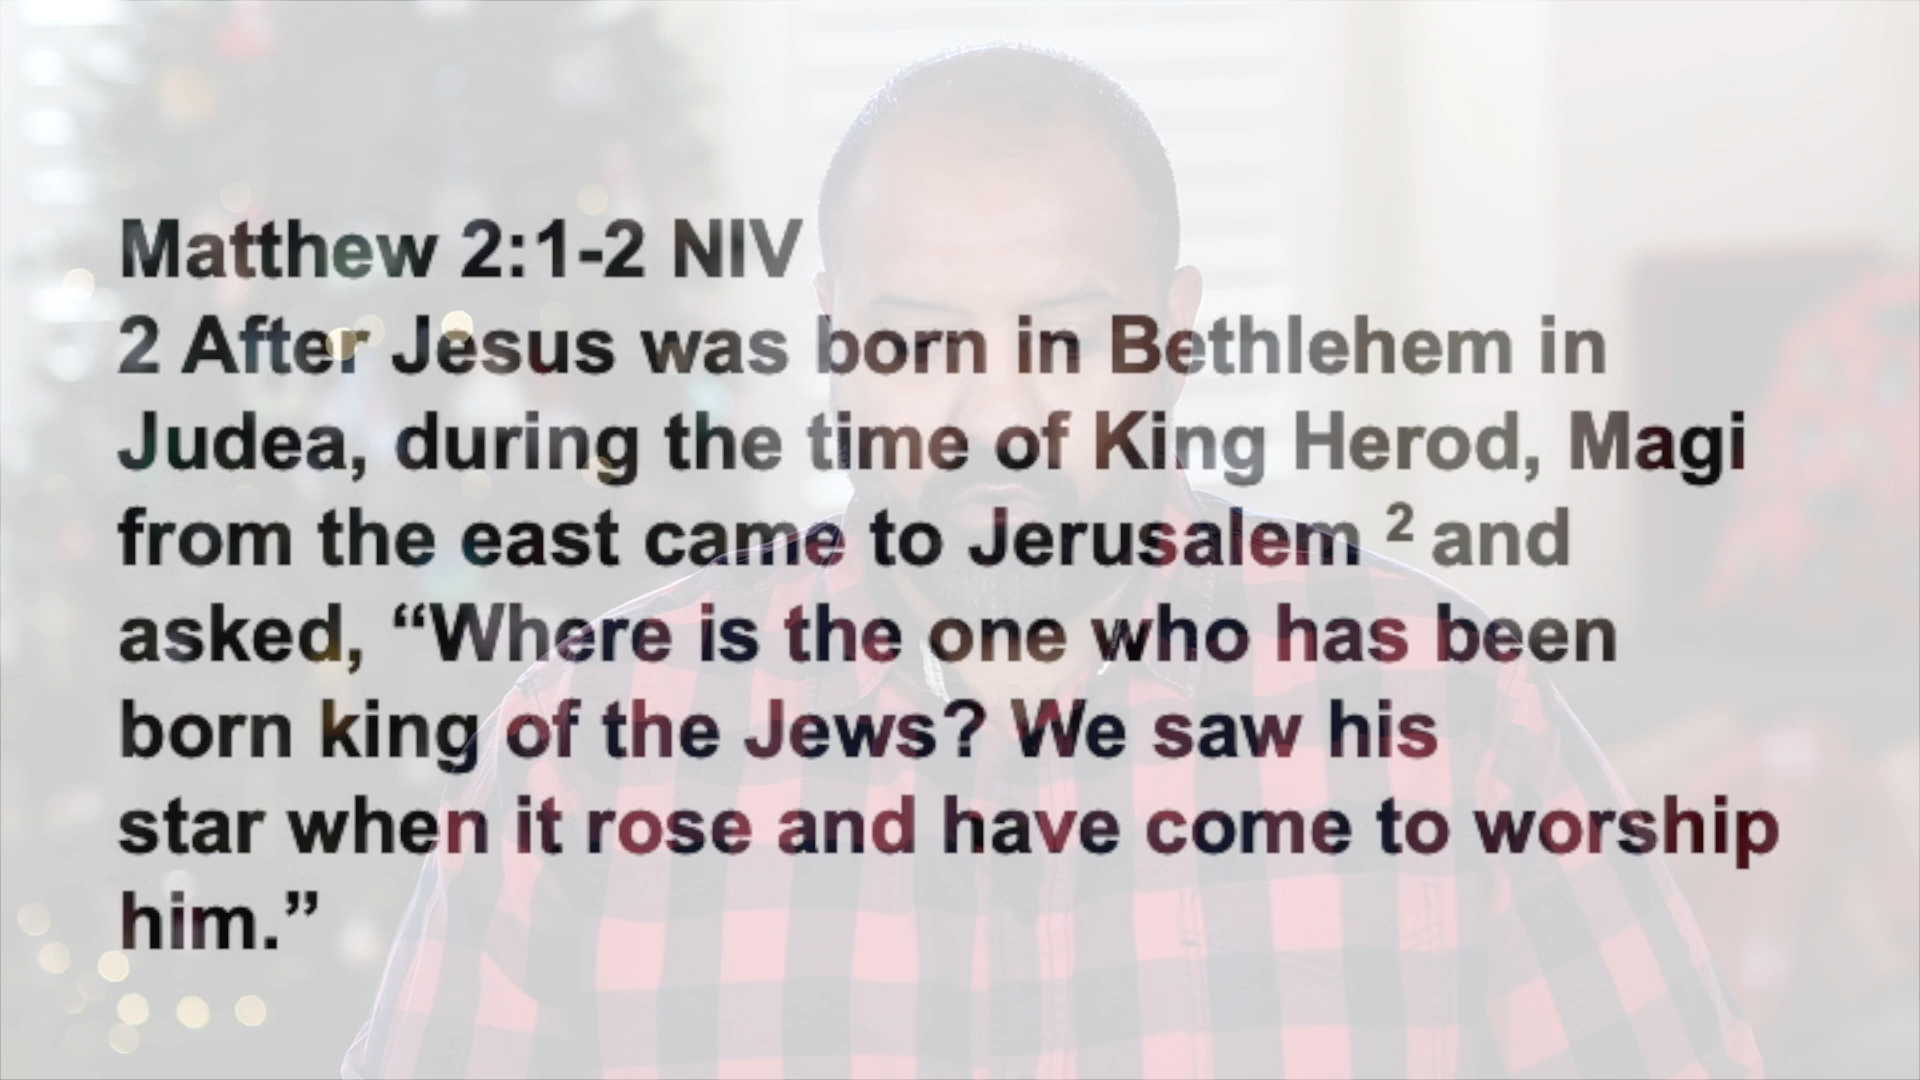 Matthew 2:1-2 NIV
2 After Jesus was born in Bethlehem in
Judea, during the time of King Herod, Magi
from the east came to Jerusalem ² and
asked, “Where is the one who has been
born king of the Jews? We saw his
star when it rose and have come to worship
him.”